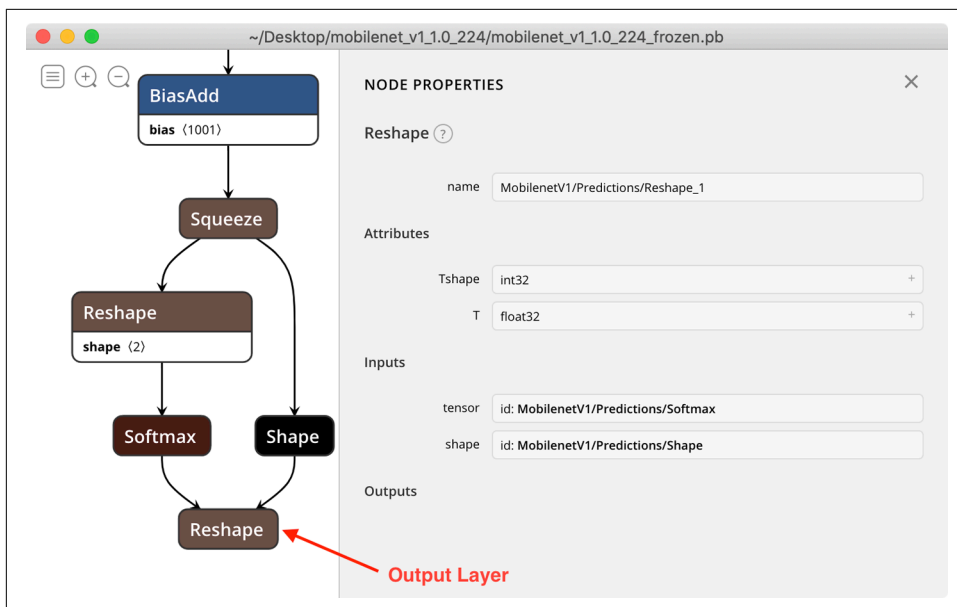 ~/Desktop/mobilenet_v1_1.0_224/mobilenet_v1_1.0_224_frozen.pb
BiasAdd
bias ⟨1001⟩
Squeeze
Reshape
shape ⟨2⟩
Softmax
Shape
Reshape
Output Layer
NODE PROPERTIES
Reshape ?
name MobilenetV1/Predictions/Reshape_1
Attributes
Tshape int32 +
T float32 +
Inputs
tensor id: MobilenetV1/Predictions/Softmax
shape id: MobilenetV1/Predictions/Shape
Outputs